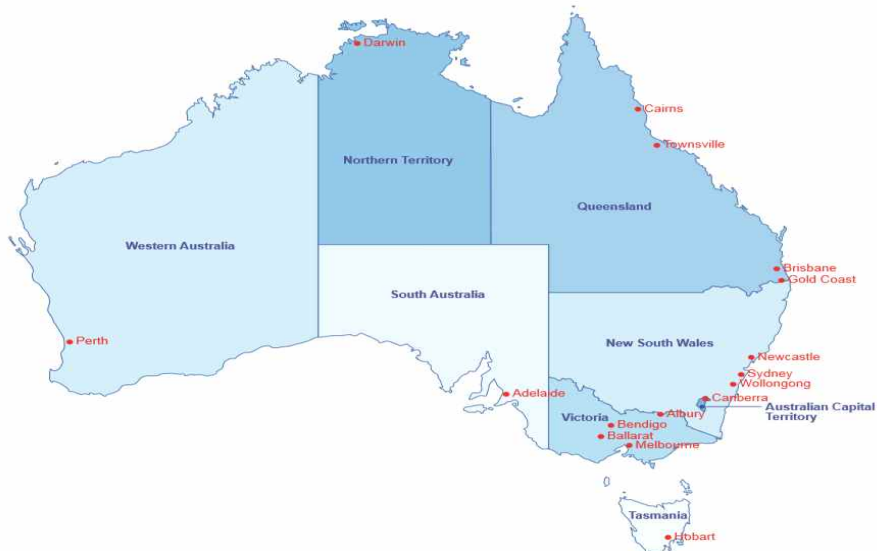 Darwin
Cairns
Townsville
Northern Territory
Queensland
Western Australia
Brisbane
Gold Coast
South Australia
Perth
New South Wales
Newcastle
Sydney
Wollongong
Adelaide
Canberra
Australian Capital
Territory
Albury
Victoria
Bendigo
Ballarat
Melbourne
Tasmania
Hobart